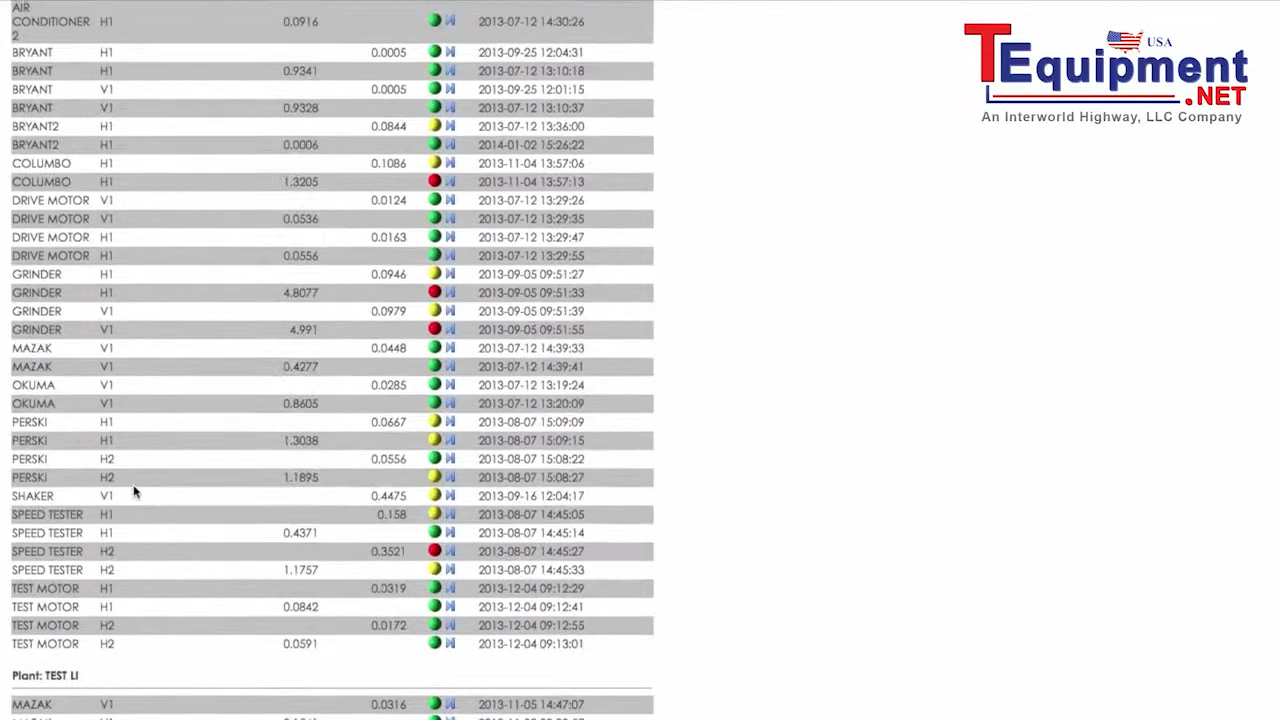 AIR
CONDITIONER H1 0.0916 2013-07-12 14:30:26
2
BRYANT H1 0.0005 2013-09-25 12:04:31
BRYANT H1 0.9341 2013-07-12 13:10:18
BRYANT V1 0.0005 2013-09-25 12:01:15
BRYANT V1 0.9328 2013-07-12 13:10:37
BRYANT2 H1 0.0844 2013-07-12 13:36:00
BRYANT2 H1 0.0006 2014-01-02 15:26:22
COLUMBO H1 0.1086 2013-11-04 13:57:06
COLUMBO H1 1.3205 2013-11-04 13:57:13
DRIVE MOTOR V1 0.0124 2013-07-12 13:29:26
DRIVE MOTOR V1 0.0536 2013-07-12 13:29:35
DRIVE MOTOR H1 0.0163 2013-07-12 13:29:47
DRIVE MOTOR H1 0.0556 2013-07-12 13:29:55
GRINDER H1 0.0946 2013-09-05 09:51:27
GRINDER H1 4.8077 2013-09-05 09:51:33
GRINDER V1 0.0979 2013-09-05 09:51:39
GRINDER V1 4.991 2013-09-05 09:51:55
MAZAK V1 0.0448 2013-07-12 14:39:33
MAZAK V1 0.4277 2013-07-12 14:39:41
OKUMA V1 0.0285 2013-07-12 13:19:24
OKUMA V1 0.8605 2013-07-12 13:20:09
PERSKI H1 0.0667 2013-08-07 15:09:09
PERSKI H1 1.3038 2013-08-07 15:09:15
PERSKI H2 0.0556 2013-08-07 15:08:22
PERSKI H2 1.1895 2013-08-07 15:08:27
SHAKER V1 0.4475 2013-09-16 12:04:17
SPEED TESTER H1 0.158 2013-08-07 14:45:05
SPEED TESTER H1 0.4371 2013-08-07 14:45:14
SPEED TESTER H2 0.3521 2013-08-07 14:45:27
SPEED TESTER H2 1.1757 2013-08-07 14:45:33
TEST MOTOR H1 0.0319 2013-12-04 09:12:29
TEST MOTOR H1 0.0842 2013-12-04 09:12:41
TEST MOTOR H2 0.0172 2013-12-04 09:12:55
TEST MOTOR H2 0.0591 2013-12-04 09:13:01
Plant: TEST LI
MAZAK V1 0.0316 2013-11-05 14:47:07
USA
TEquipment
.NET
An Interworld Highway, LLC Company